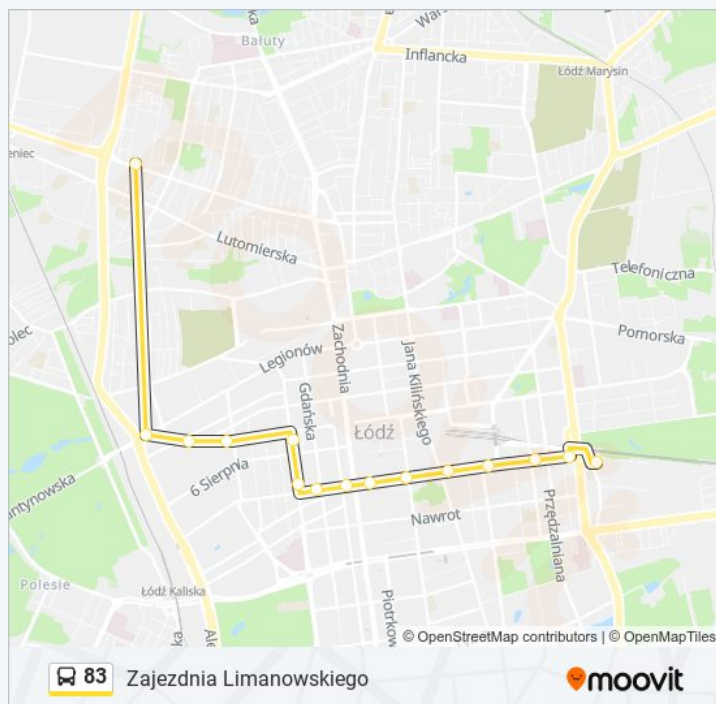 Bałuty
Inflancka
Łódź Marysin
Lutomierska
Telefoniczna
Legionów
Zachodnia
Jana Kilińskiego
Pomorska
Gdańska
Łódź
6 Sierpnia
Nawrot
Przędzalniana
Polesie
Łódź Kaliska
© OpenStreetMap contributors | © OpenMapTiles
83 Zajezdnia Limanowskiego
moovit